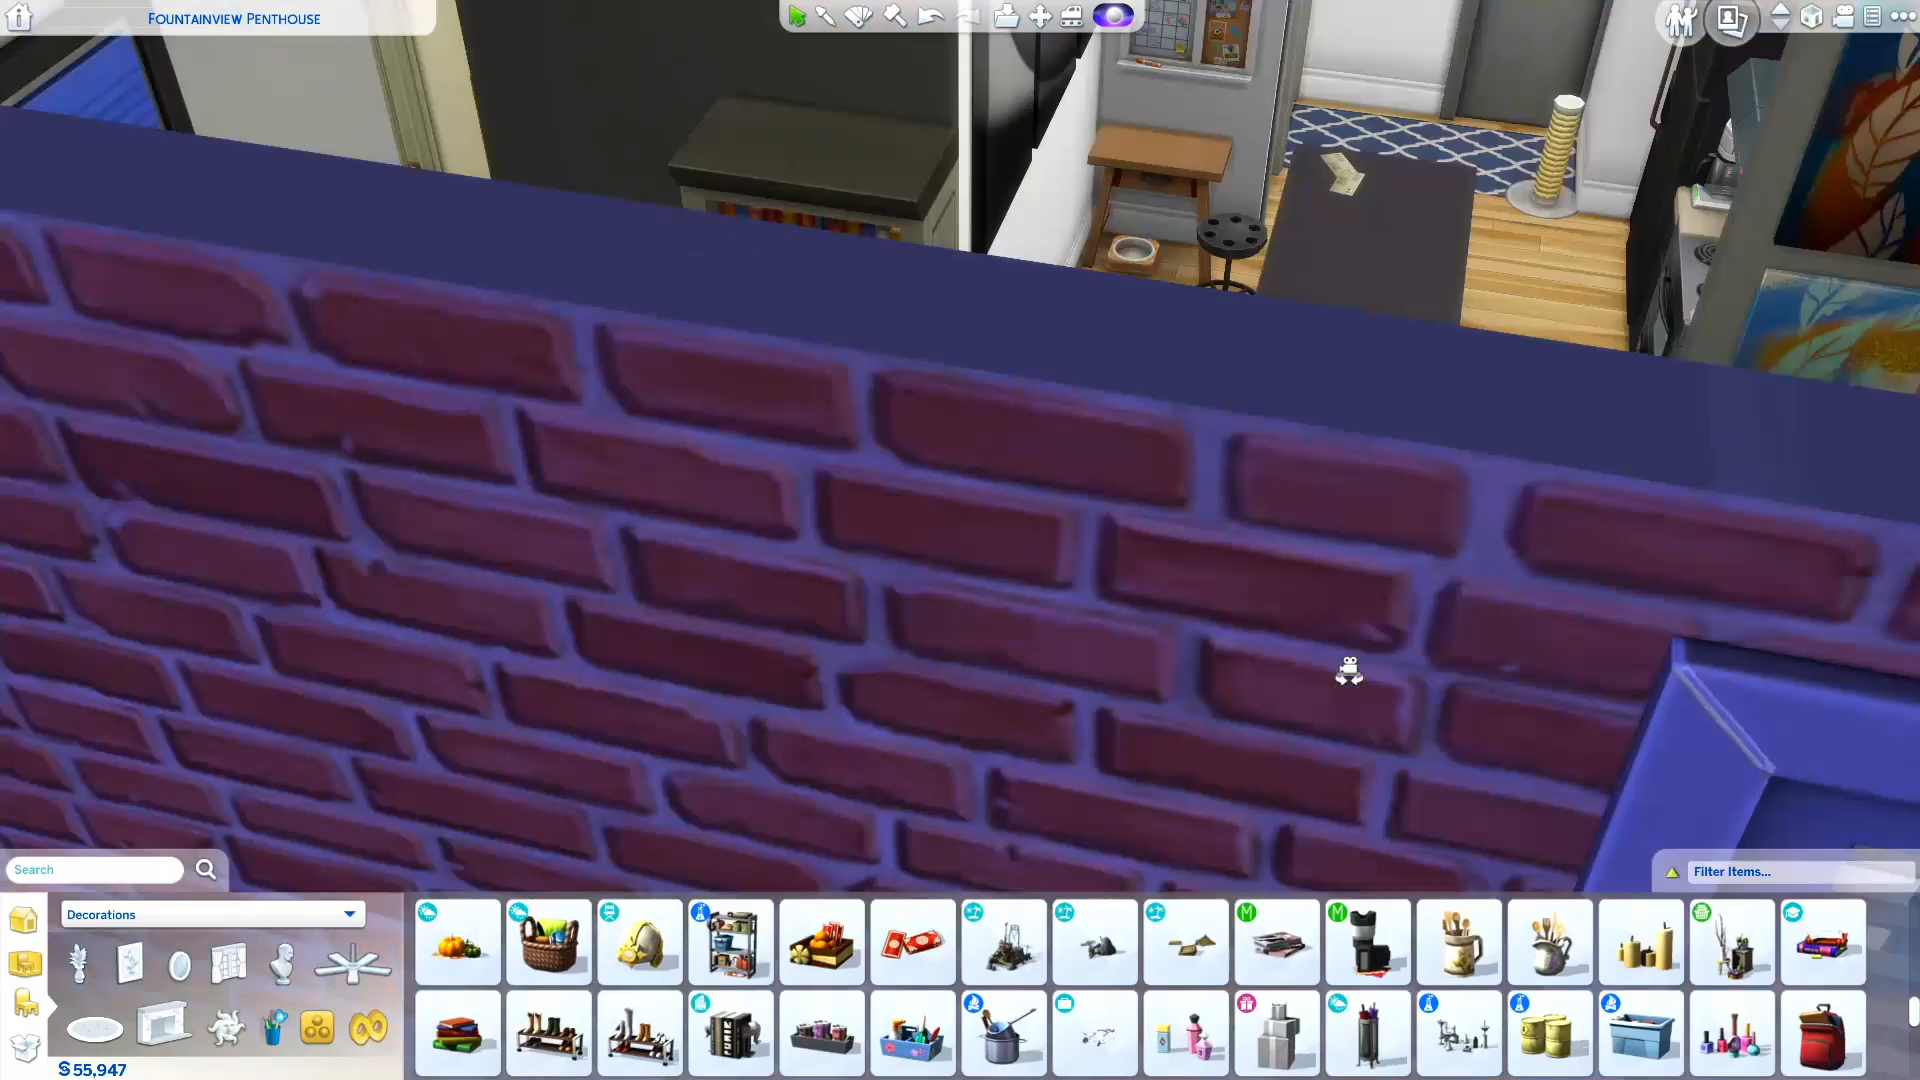 Fountainview Penthouse
Search
Filter Items...
Decorations
M
M
§55,947